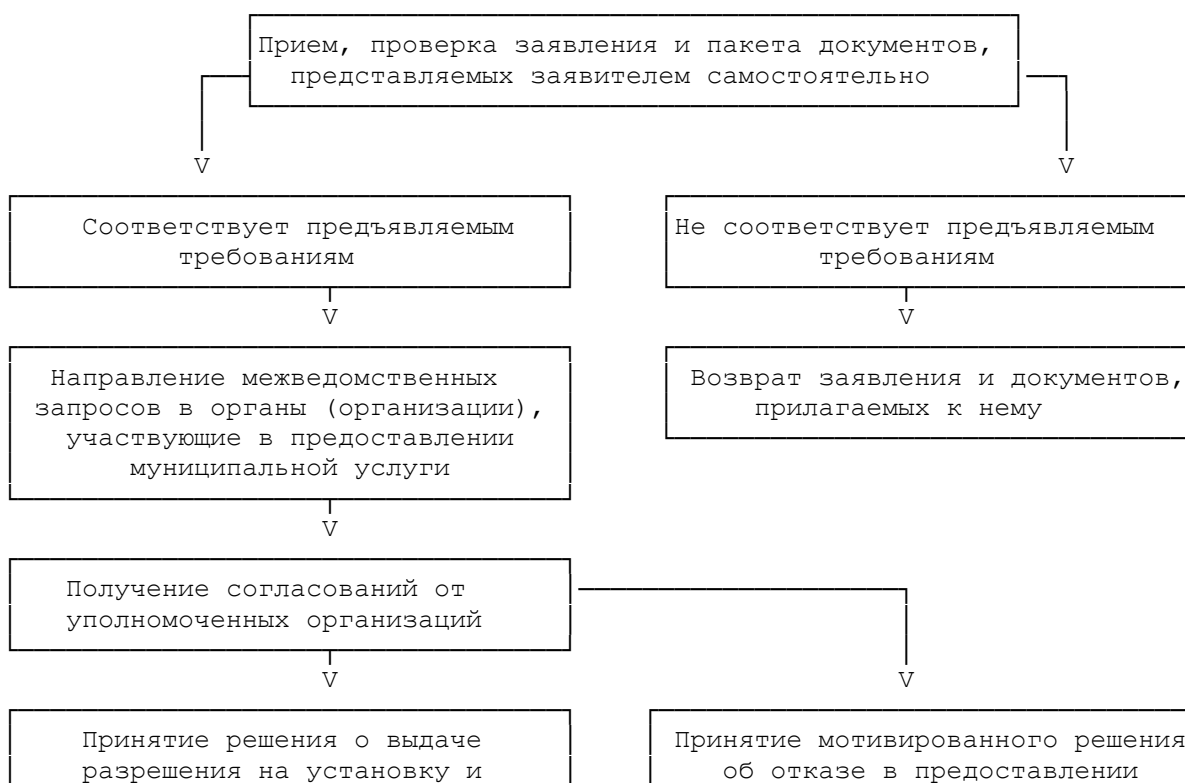 Прием, проверка заявления и пакета документов,
представляемых заявителем самостоятельно
V
V
Соответствует предъявляемым
требованиям
Не соответствует предъявляемым
требованиям
V
V
Направление межведомственных
запросов в органы (организации),
участвующие в предоставлении
муниципальной услуги
Возврат заявления и документов,
прилагаемых к нему
V
Получение согласований от
уполномоченных организаций
V
V
Принятие решения о выдаче
разрешения на установку и
Принятие мотивированного решения
об отказе в предоставлении